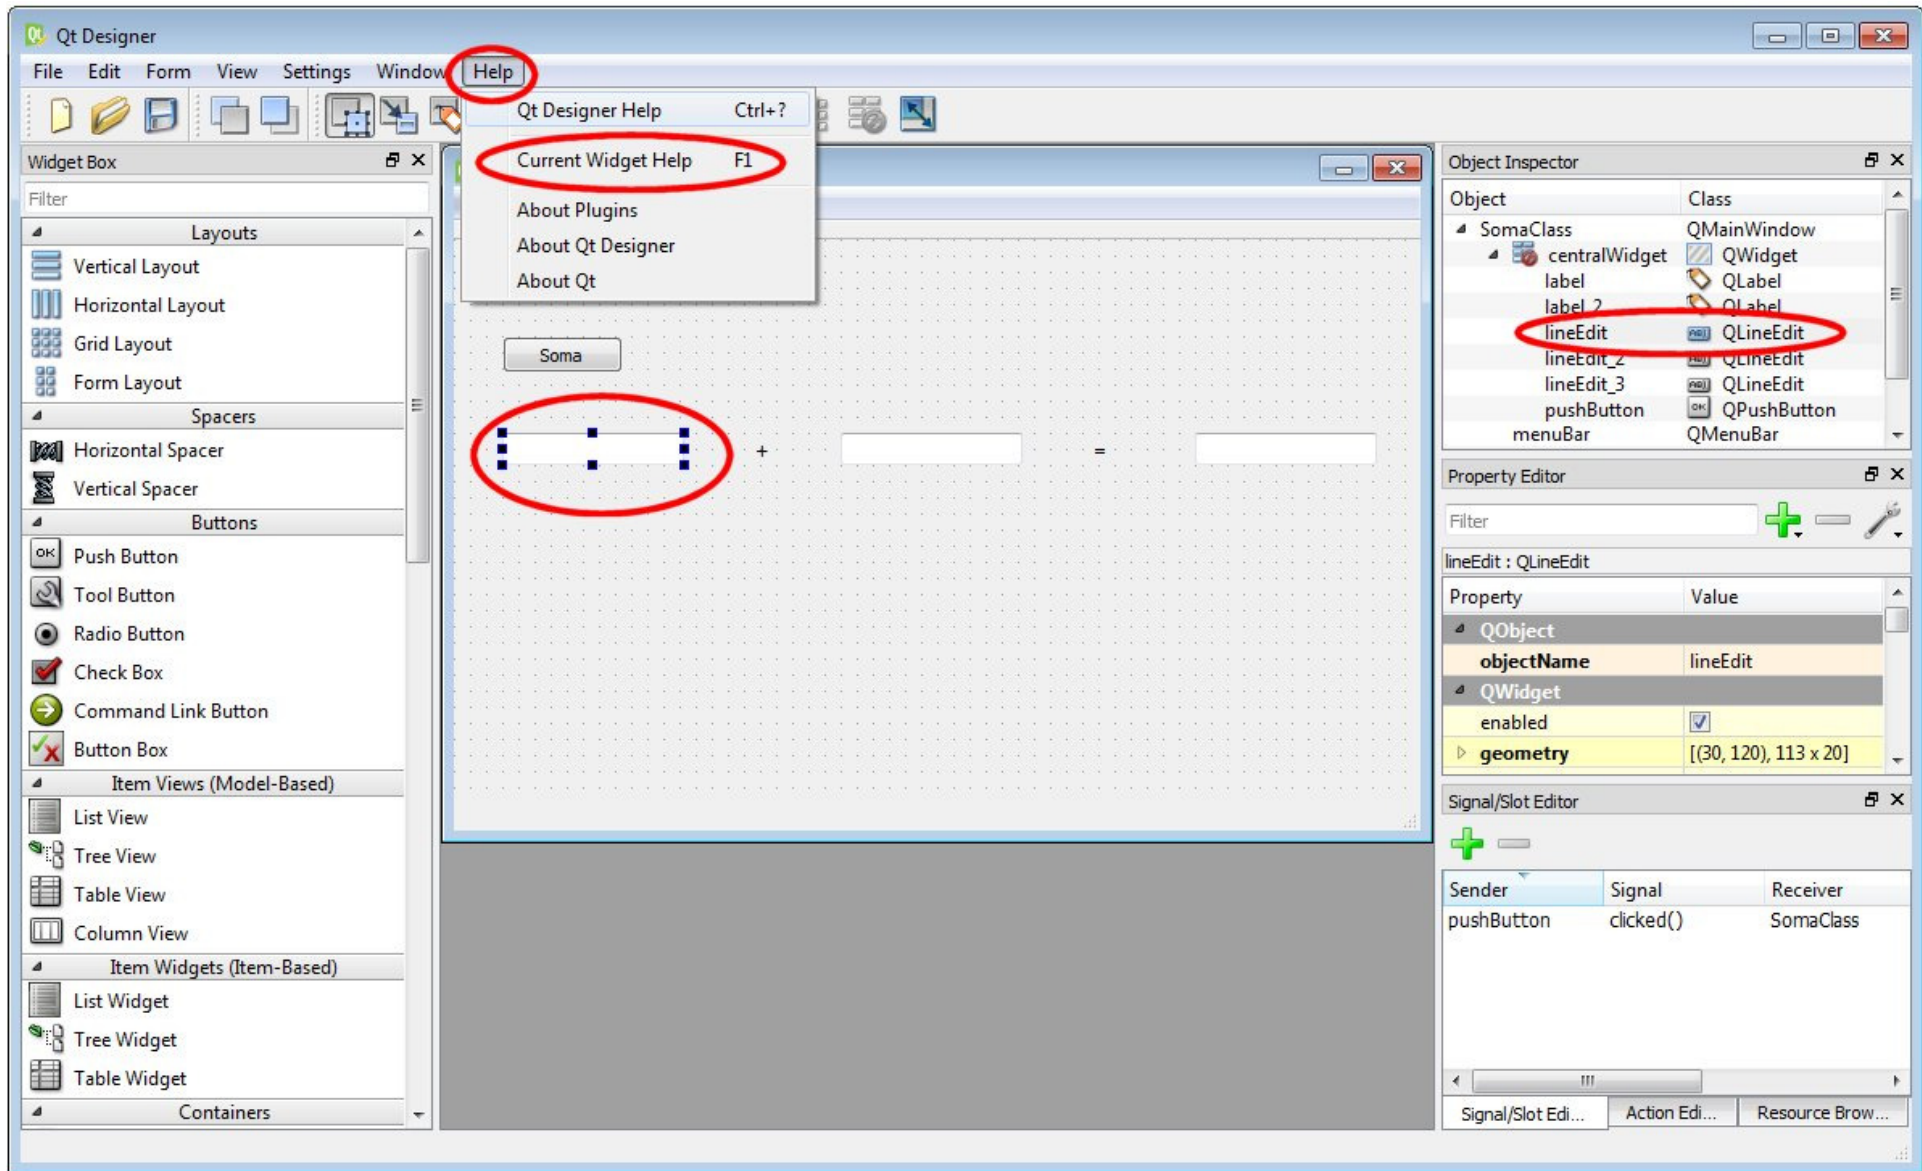 Qt Designer
File Edit Form View Settings Window Help
Qt Designer Help Ctrl+?
Current Widget Help F1
About Plugins
About Qt Designer
About Qt
Widget Box
Filter
Layouts
Vertical Layout
Horizontal Layout
Grid Layout
Form Layout
Spacers
Horizontal Spacer
Vertical Spacer
Buttons
OK Push Button
Tool Button
Radio Button
Check Box
Command Link Button
Button Box
Item Views (Model-Based)
List View
Tree View
Table View
Column View
Item Widgets (Item-Based)
List Widget
Tree Widget
Table Widget
Containers
Soma
+ =
Object Inspector
Object Class
SomaClass QMainWindow
centralWidget QWidget
label QLabel
label_2 QLabel
lineEdit QLineEdit
lineEdit_2 QLineEdit
lineEdit_3 QLineEdit
pushButton OK QPushButton
menuBar QMenuBar
Property Editor
Filter
lineEdit : QLineEdit
Property Value
QObject
objectName lineEdit
QWidget
enabled
geometry [(30, 120), 113 x 20]
Signal/Slot Editor
Sender Signal Receiver
pushButton clicked() SomaClass
Signal/Slot Edi... Action Edi... Resource Brow...